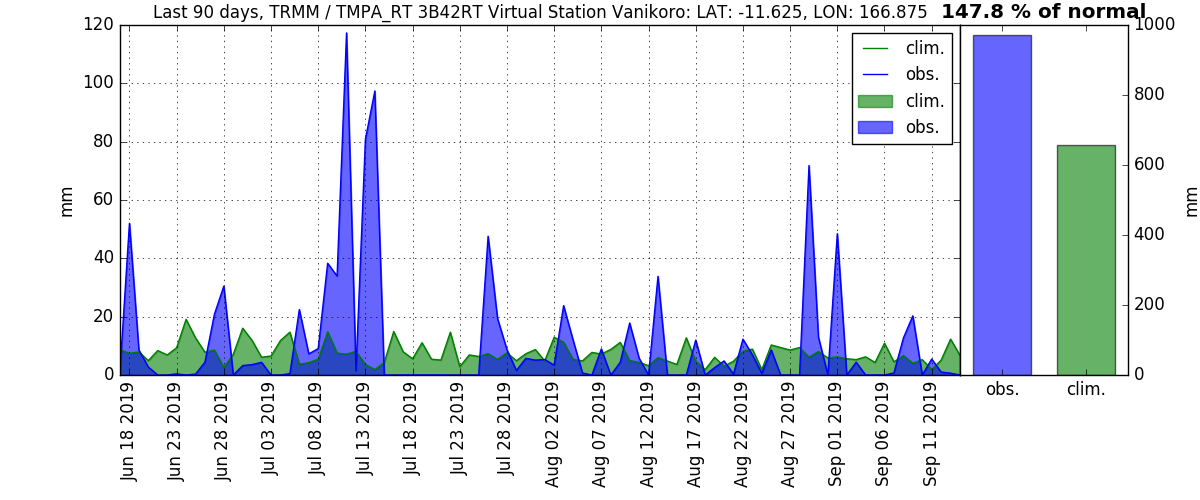 Last 90 days, TRMM / TMPA_RT 3B42RT Virtual Station Vanikoro: LAT: -11.625, LON: 166.875 147.8 % of normal
120
100
80
60
40
20
0
mm
clim.
obs.
clim.
obs.
Jun 18 2019
Jun 23 2019
Jun 28 2019
Jul 03 2019
Jul 08 2019
Jul 13 2019
Jul 18 2019
Jul 23 2019
Jul 28 2019
Aug 02 2019
Aug 07 2019
Aug 12 2019
Aug 17 2019
Aug 22 2019
Aug 27 2019
Sep 01 2019
Sep 06 2019
Sep 11 2019
1000
800
600
400
200
0
mm
obs.
clim.